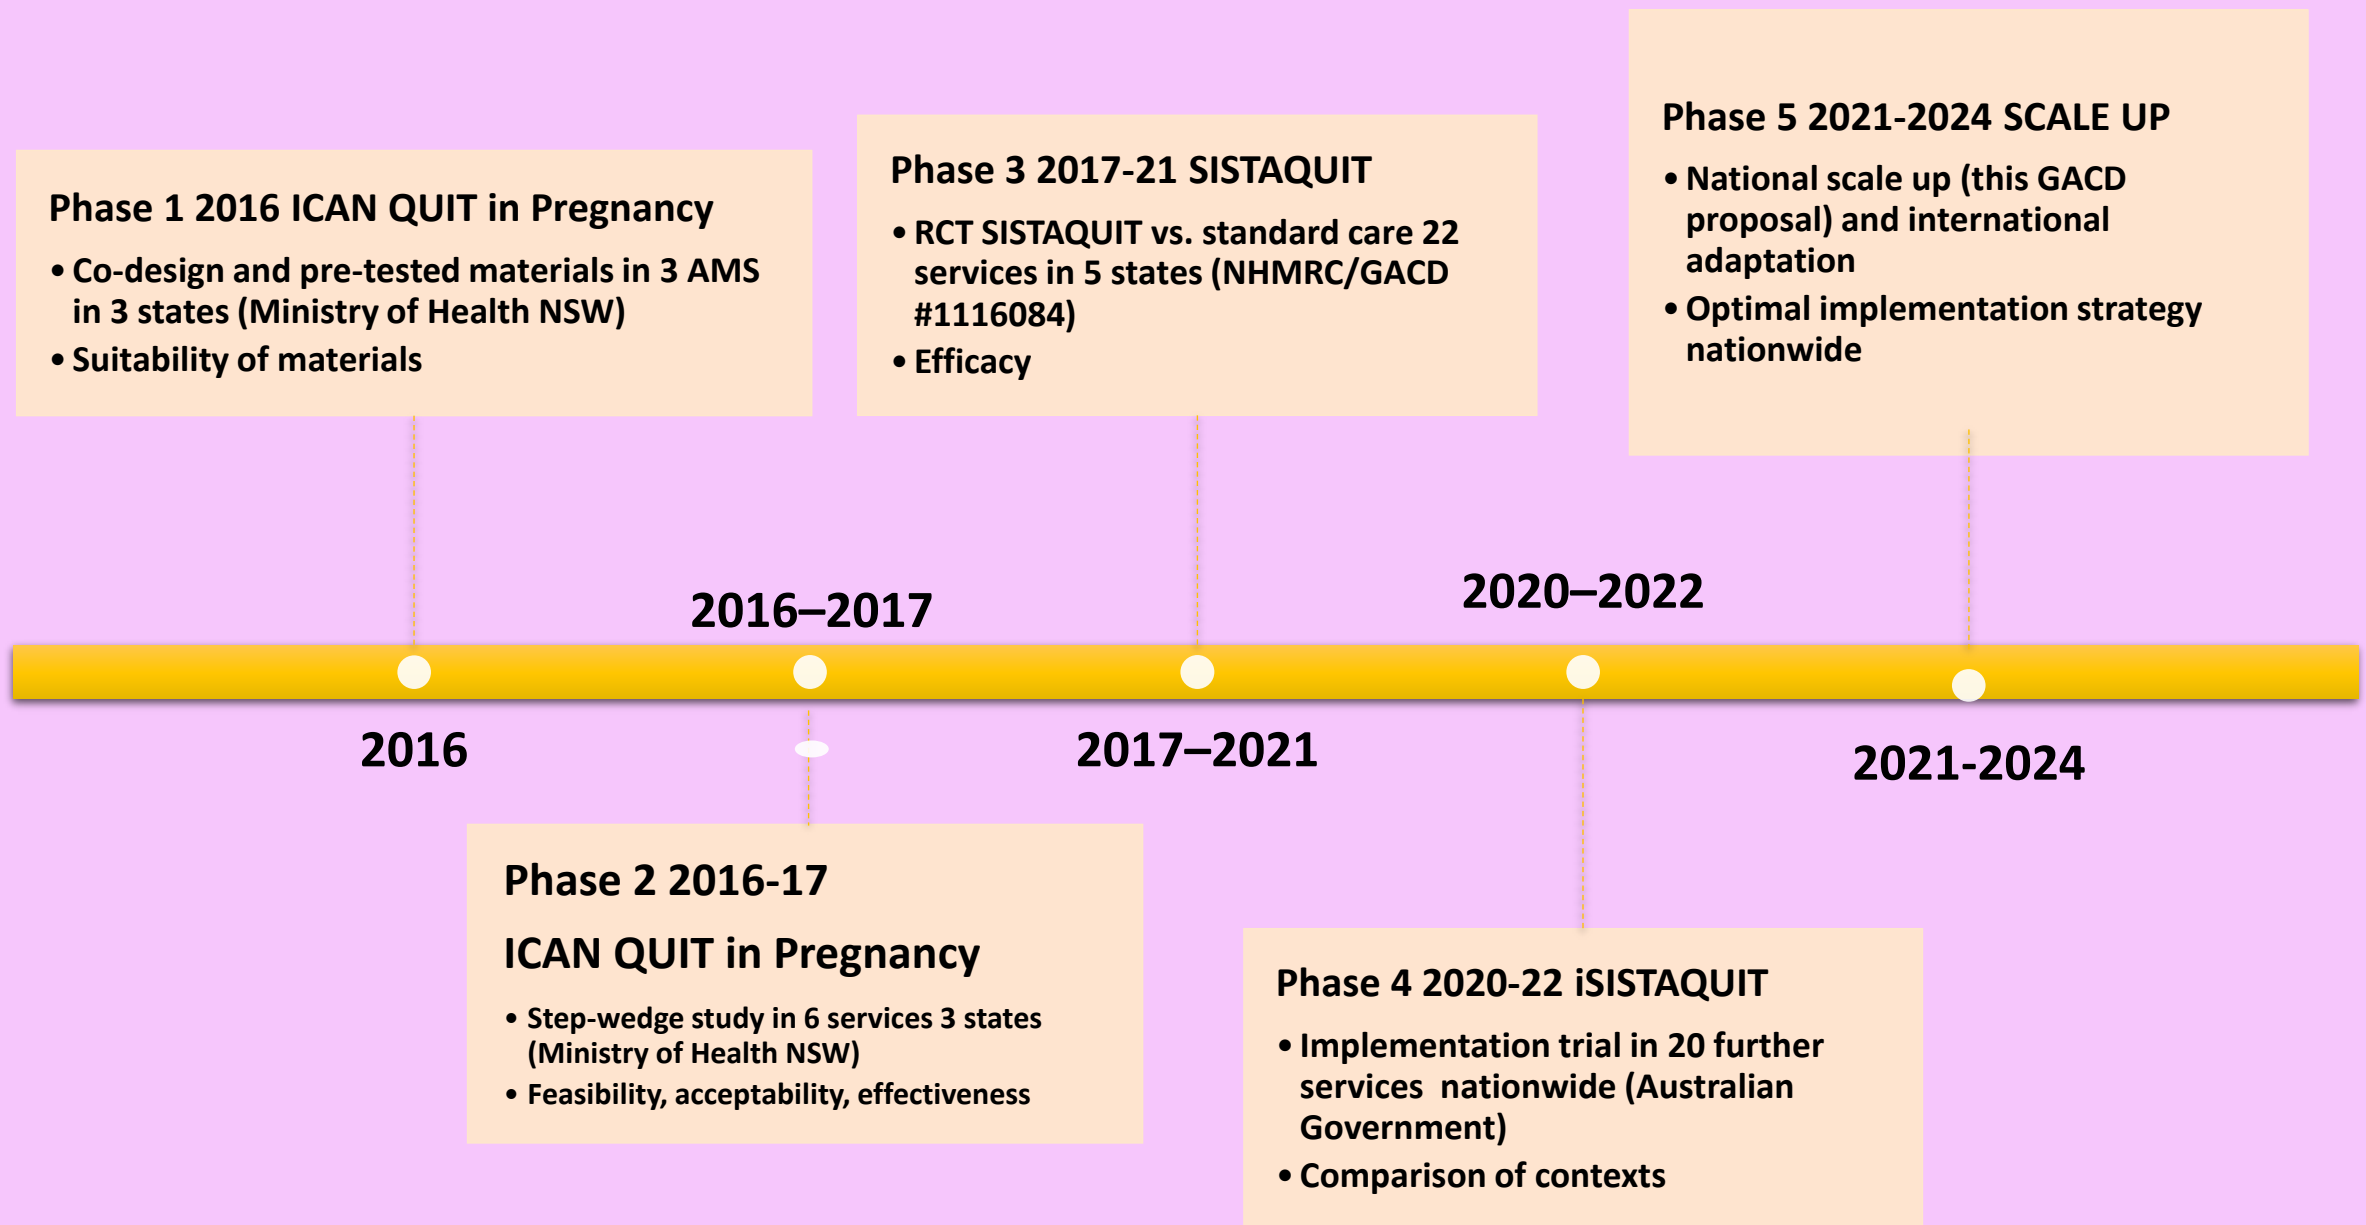 Phase 1 2016 ICAN QUIT in Pregnancy
• Co-design and pre-tested materials in 3 AMS
in 3 states (Ministry of Health NSW)
• Suitability of materials
Phase 3 2017-21 SISTAQUIT
• RCT SISTAQUIT vs. standard care 22
services in 5 states (NHMRC/GACD
#1116084)
• Efficacy
Phase 5 2021-2024 SCALE UP
• National scale up (this GACD
proposal) and international
adaptation
• Optimal implementation strategy
nationwide
2016–2017
2020–2022
2016
2017–2021
2021-2024
Phase 2 2016-17
ICAN QUIT in Pregnancy
• Step-wedge study in 6 services 3 states
(Ministry of Health NSW)
• Feasibility, acceptability, effectiveness
Phase 4 2020-22 iSISTAQUIT
• Implementation trial in 20 further
services nationwide (Australian
Government)
• Comparison of contexts